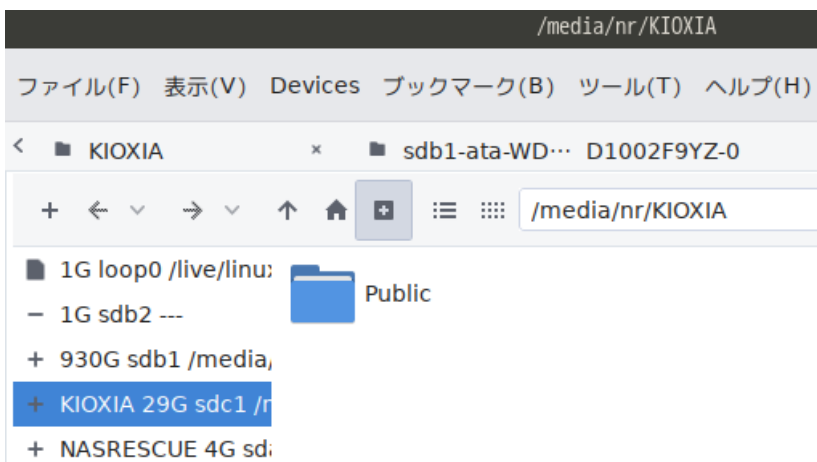 /media/nr/KIOXIA
ファイル(F) 表示(V) Devices ブックマーク(B) ツール(T) ヘルプ(H)
KIOXIA × sdb1-ata-WD… D1002F9YZ-0
/media/nr/KIOXIA
1G loop0 /live/linu
Public
1G sdb2 ---
930G sdb1 /media/
KIOXIA 29G sdc1 /
NASRESCUE 4G sd